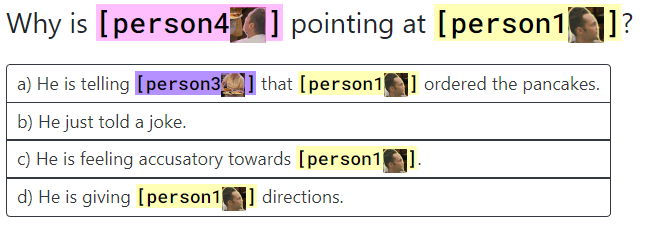 Why is [person4] pointing at [person1]?
a) He is telling [person3] that [person1] ordered the pancakes.
b) He just told a joke.
c) He is feeling accusatory towards [person1].
d) He is giving [person1] directions.